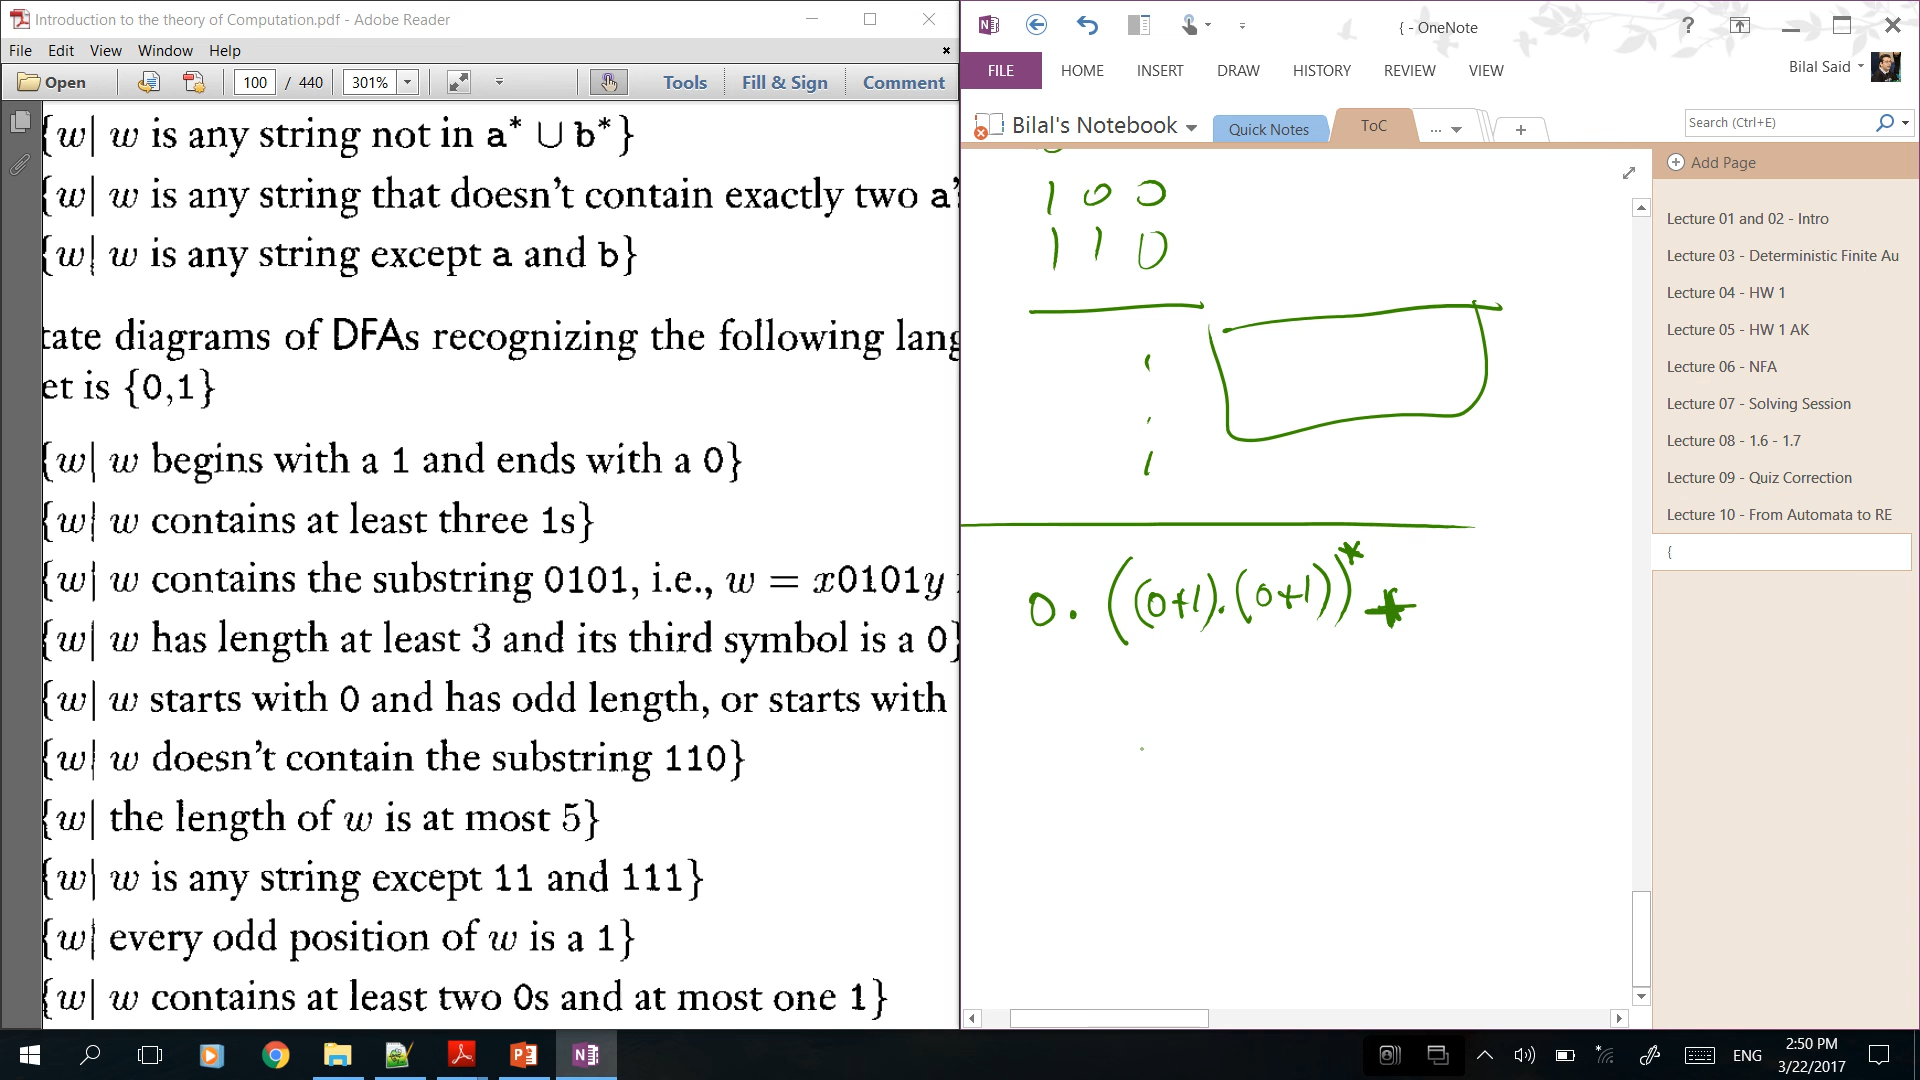 Introduction to the theory of Computation.pdf - Adobe Reader
File Edit View Window Help
Open 100 / 440 301% Tools Fill & Sign Comment
{w| w is any string not in a* ∪ b*}
{w| w is any string that doesn't contain exactly two a'
{w| w is any string except a and b}
tate diagrams of DFAs recognizing the following lang
et is {0,1}
{w| w begins with a 1 and ends with a 0}
{w| w contains at least three 1s}
{w| w contains the substring 0101, i.e., w = x0101y
{w| w has length at least 3 and its third symbol is a 0}
{w| w starts with 0 and has odd length, or starts with
{w| w doesn't contain the substring 110}
{w| the length of w is at most 5}
{w| w is any string except 11 and 111}
{w| every odd position of w is a 1}
{w| w contains at least two 0s and at most one 1}
{ - OneNote
?
FILE HOME INSERT DRAW HISTORY REVIEW VIEW
Bilal Said
Bilal's Notebook Quick Notes ToC ... +
Search (Ctrl+E)
1 0 0
1 1 0
0 . ((0+1).(0+1))* *
Add Page
Lecture 01 and 02 - Intro
Lecture 03 - Deterministic Finite Au
Lecture 04 - HW 1
Lecture 05 - HW 1 AK
Lecture 06 - NFA
Lecture 07 - Solving Session
Lecture 08 - 1.6 - 1.7
Lecture 09 - Quiz Correction
Lecture 10 - From Automata to RE
{
ENG
2:50 PM
3/22/2017